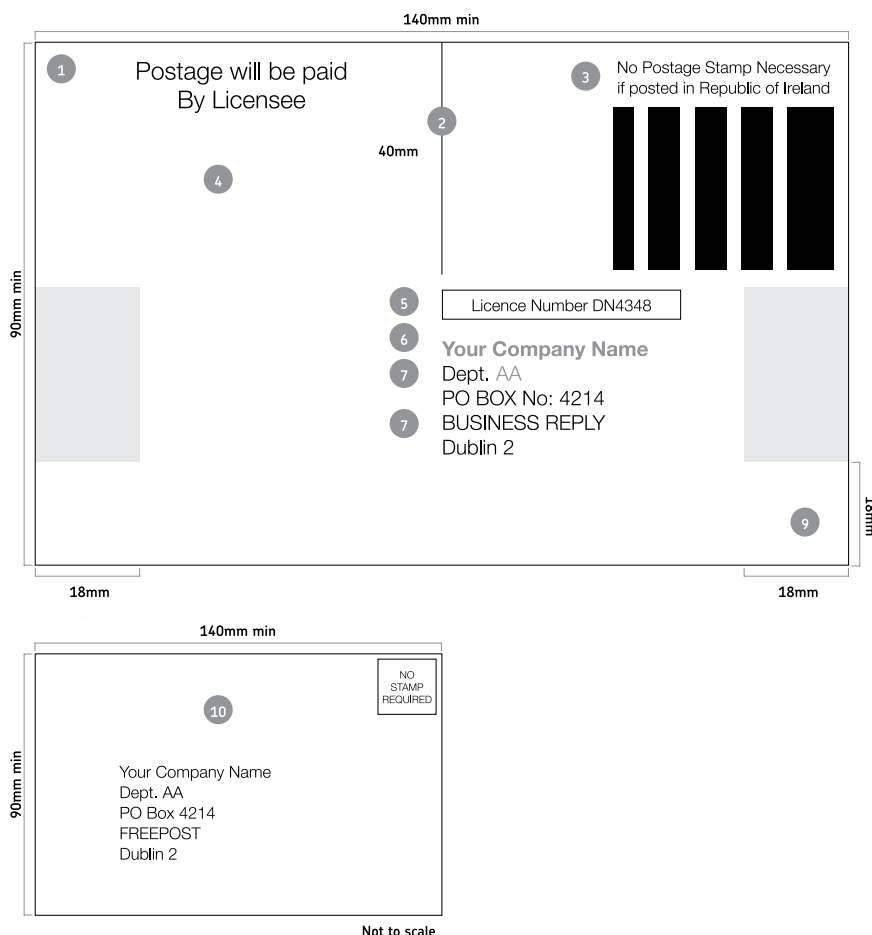 140mm min
1
Postage will be paid
By Licensee
2
3
No Postage Stamp Necessary
if posted in Republic of Ireland
40mm
4
90mm min
5
Licence Number DN4348
6
Your Company Name
7
Dept. AA
PO BOX No: 4214
7
BUSINESS REPLY
Dublin 2
9
18mm
18mm
18mm
140mm min
NO
STAMP
REQUIRED
10
90mm min
Your Company Name
Dept. AA
PO Box 4214
FREEPOST
Dublin 2
Not to scale